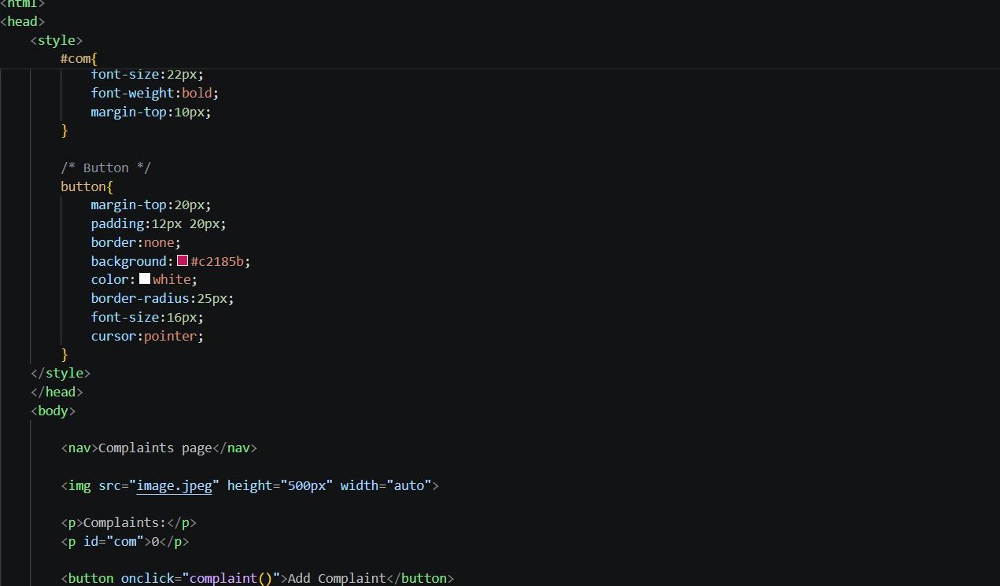 <html>
<head>
    <style>
        #com{
            font-size:22px;
            font-weight:bold;
            margin-top:10px;
        }

        /* Button */
        button{
            margin-top:20px;
            padding:12px 20px;
            border:none;
            background:#c2185b;
            color:white;
            border-radius:25px;
            font-size:16px;
            cursor:pointer;
        }
    </style>
    </head>
    <body>

        <nav>Complaints page</nav>

        <img src="image.jpeg" height="500px" width="auto">

        <p>Complaints:</p>
        <p id="com">0</p>

        <button onclick="complaint()">Add Complaint</button>